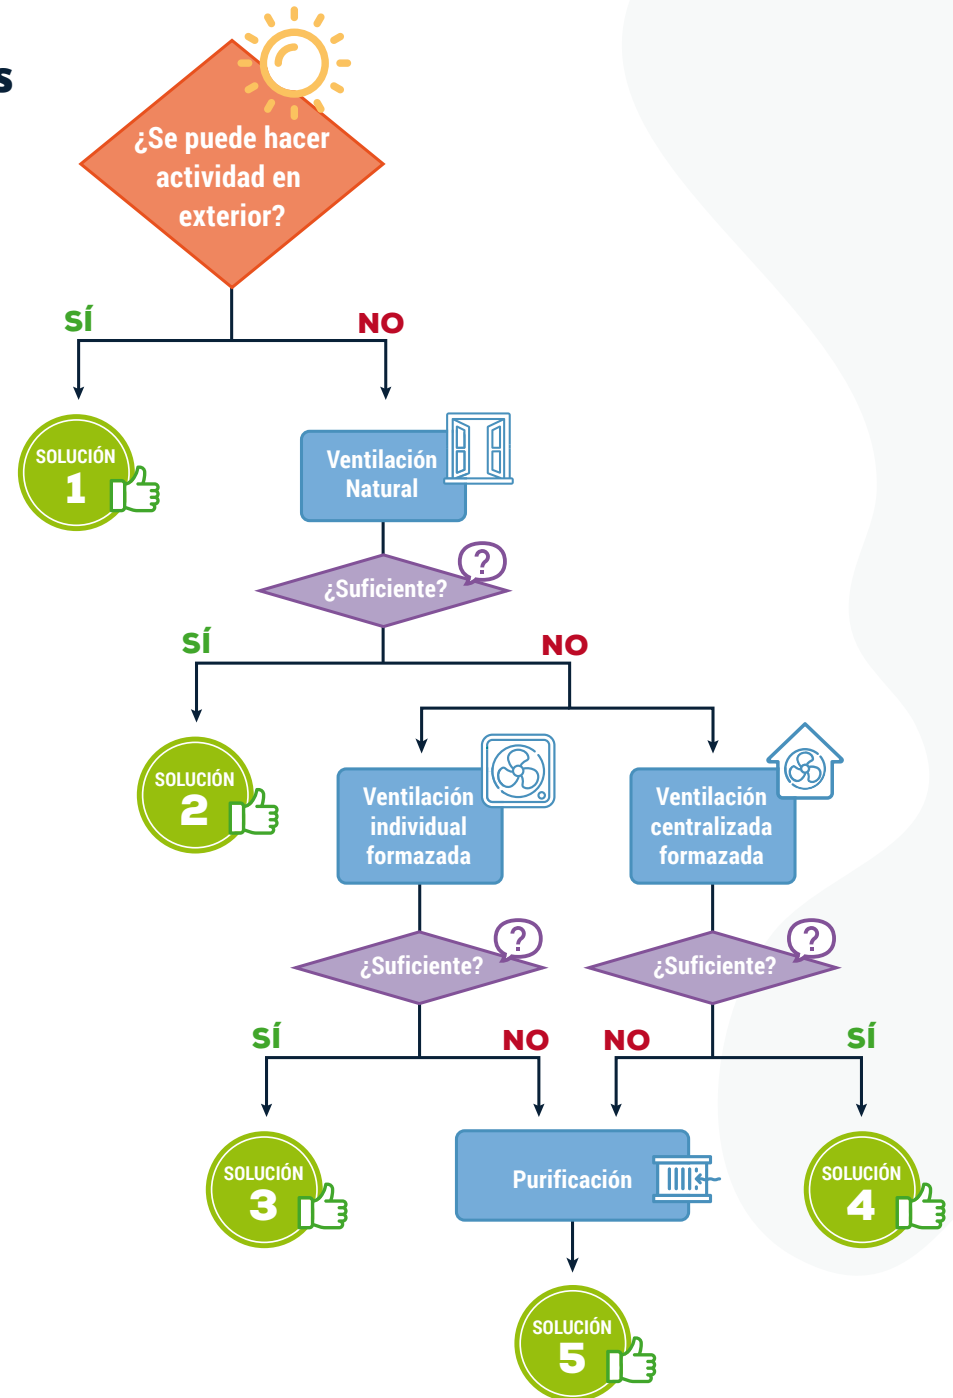 s
¿Se puede hacer
actividad en
exterior?
SÍ
NO
SOLUCIÓN
1
Ventilación
Natural
¿Suficiente?
?
SÍ
NO
SOLUCIÓN
2
Ventilación
individual
formazada
Ventilación
centralizada
formazada
¿Suficiente?
?
¿Suficiente?
?
SÍ
NO
NO
SÍ
SOLUCIÓN
3
Purificación
SOLUCIÓN
4
SOLUCIÓN
5